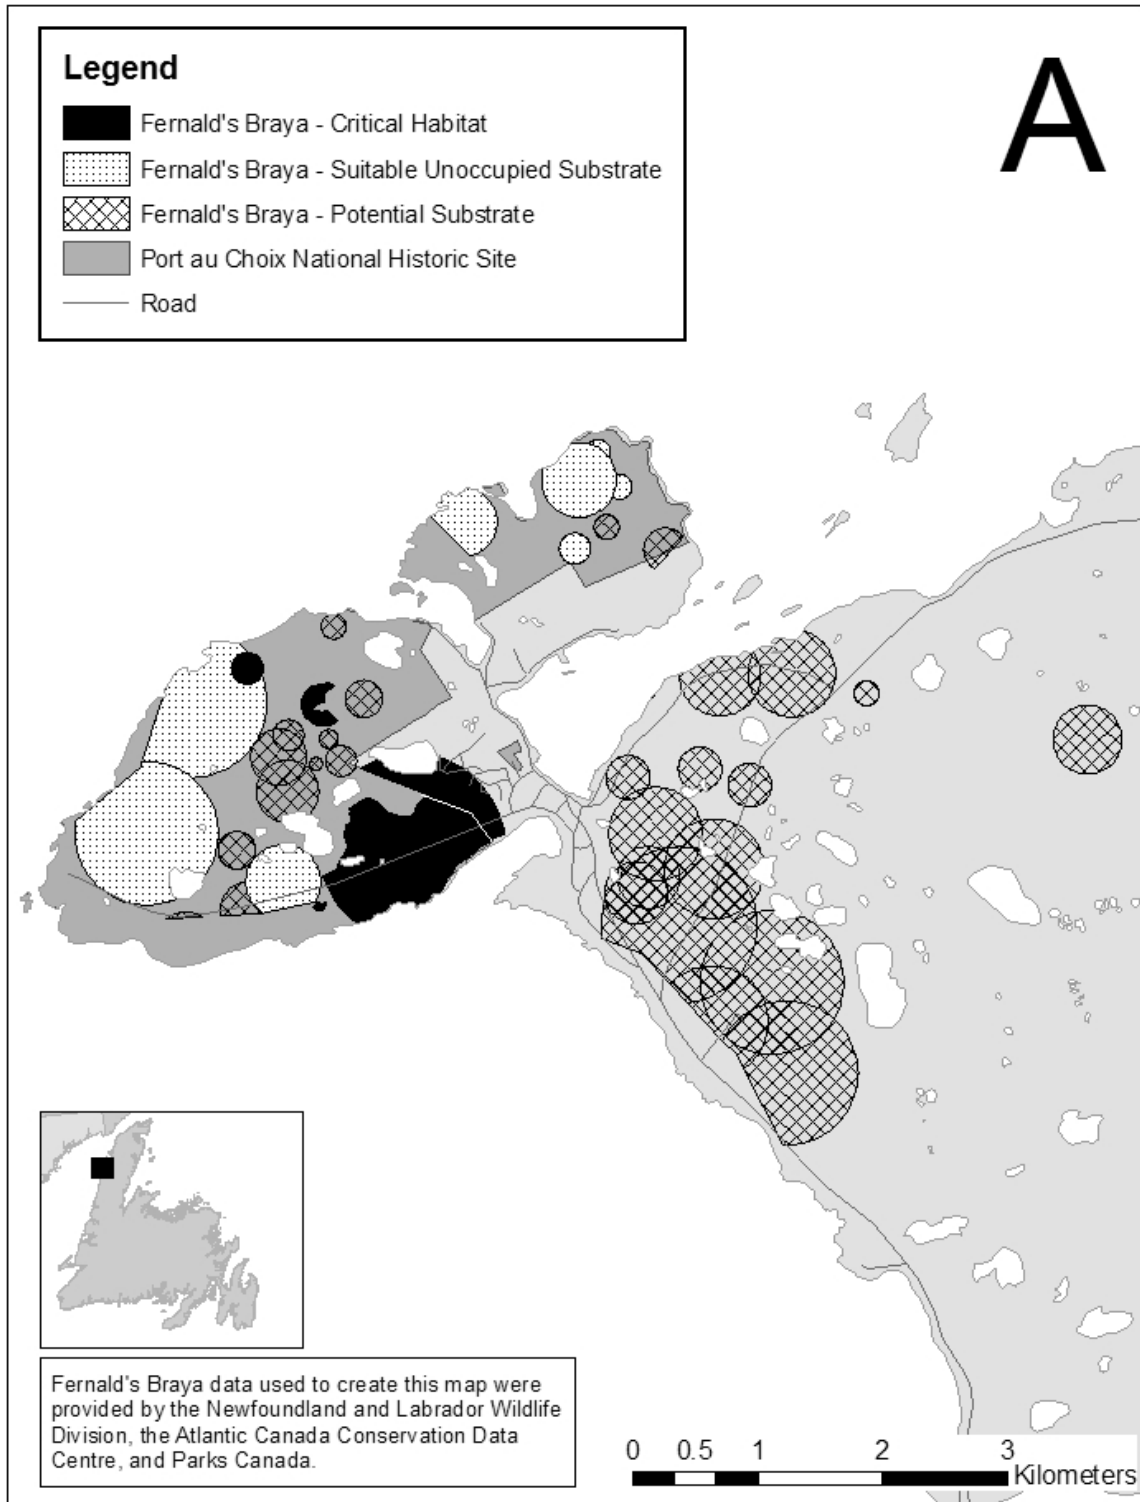 Legend
Fernald's Braya - Critical Habitat
Fernald's Braya - Suitable Unoccupied Substrate
Fernald's Braya - Potential Substrate
Port au Choix National Historic Site
Road
A
Fernald's Braya data used to create this map were
provided by the Newfoundland and Labrador Wildlife
Division, the Atlantic Canada Conservation Data
Centre, and Parks Canada.
0 0.5 1 2 3
Kilometers